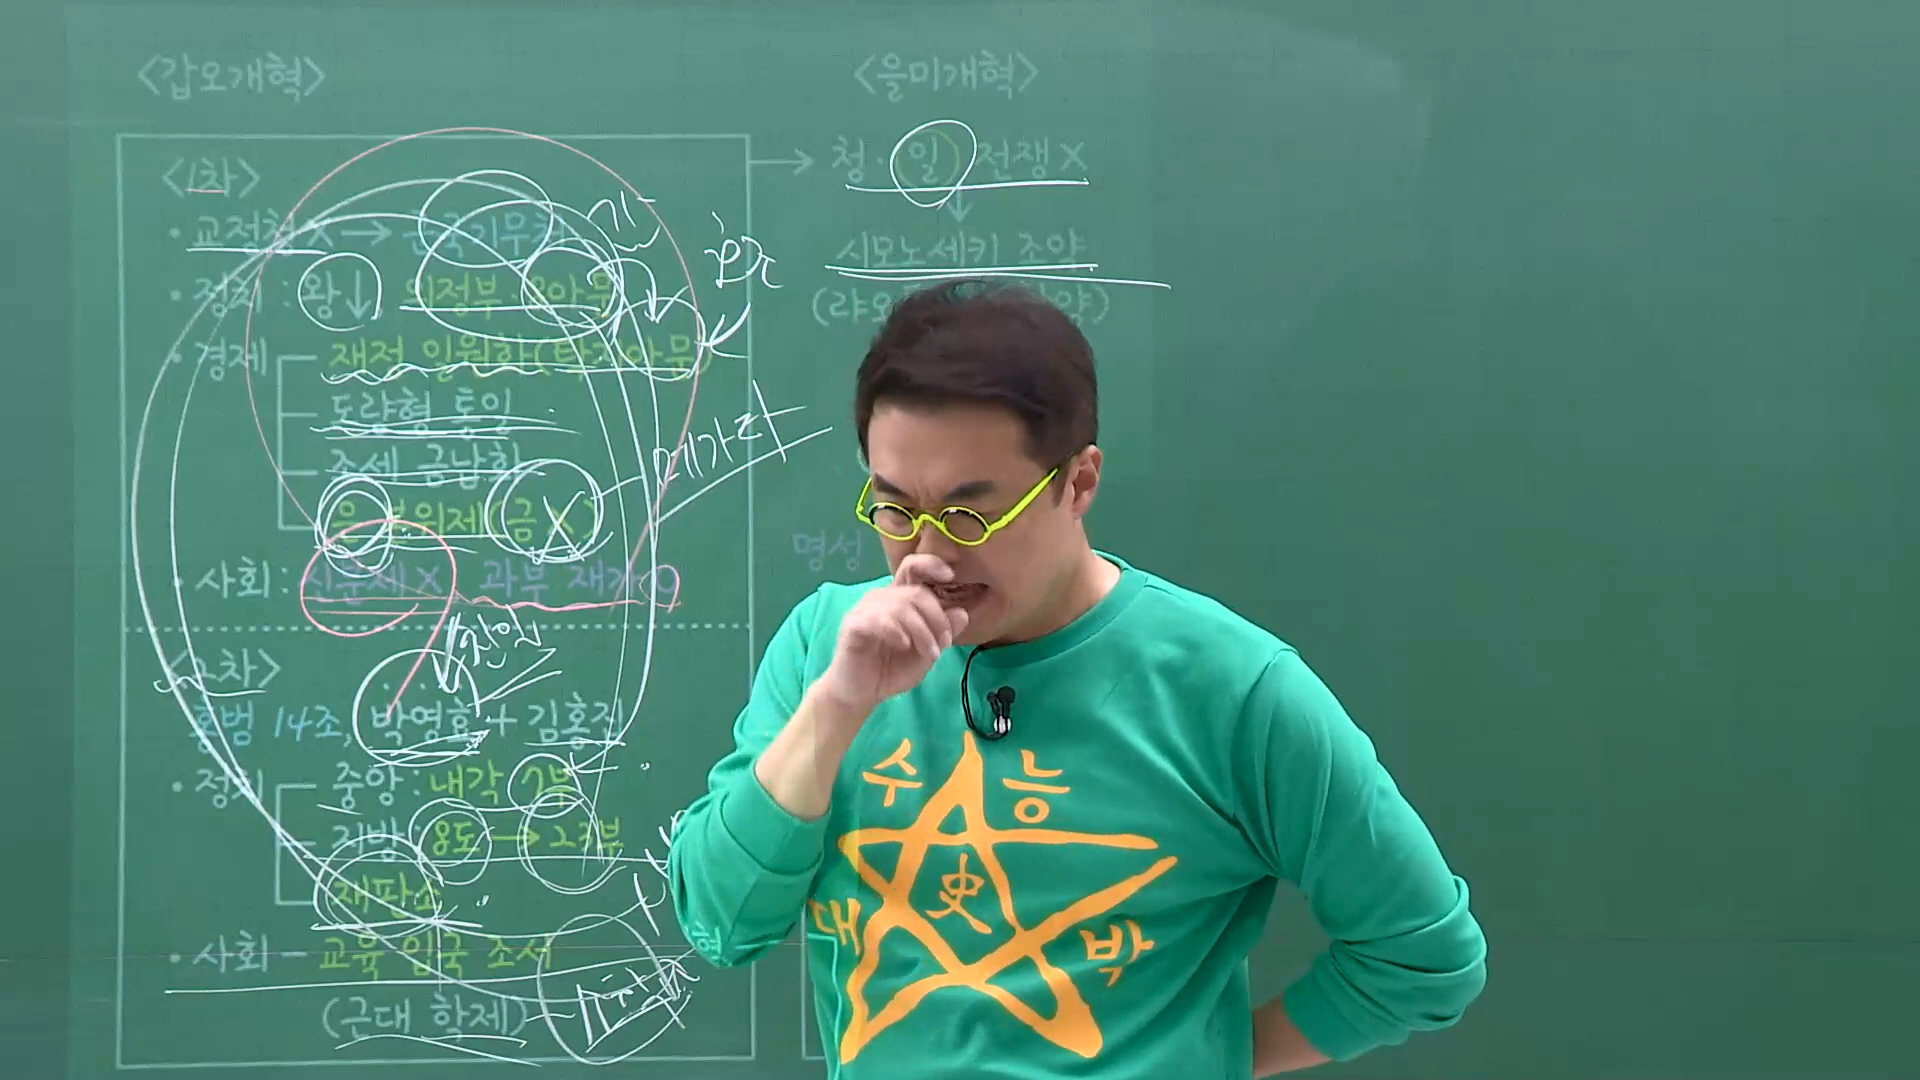 <갑오개혁>
<1차>
· 교정청 X → 군국기무처
· 정치 : 왕↓ 의정부 8아문
· 경제 재정 일원화(탁지아문)
도량형 통일
조세 금납화
은 본위제(금X)
메가리
· 사회 : 신분제 X 과부 재가 O
<2차>
홍범 14조, 박영효 + 김홍집
· 정치 중앙 : 내각 7부
지방 : 8도 → 23부
재판소
· 사회 - 교육 입국 조서
(근대 학제)
<을미개혁>
청·일 전쟁 X
↓
시모노세키 조약
명성
수능
史
대박